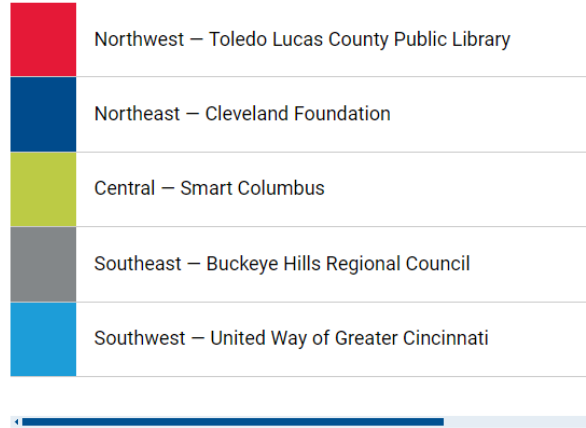 Northwest — Toledo Lucas County Public Library
Northeast — Cleveland Foundation
Central — Smart Columbus
Southeast — Buckeye Hills Regional Council
Southwest — United Way of Greater Cincinnati